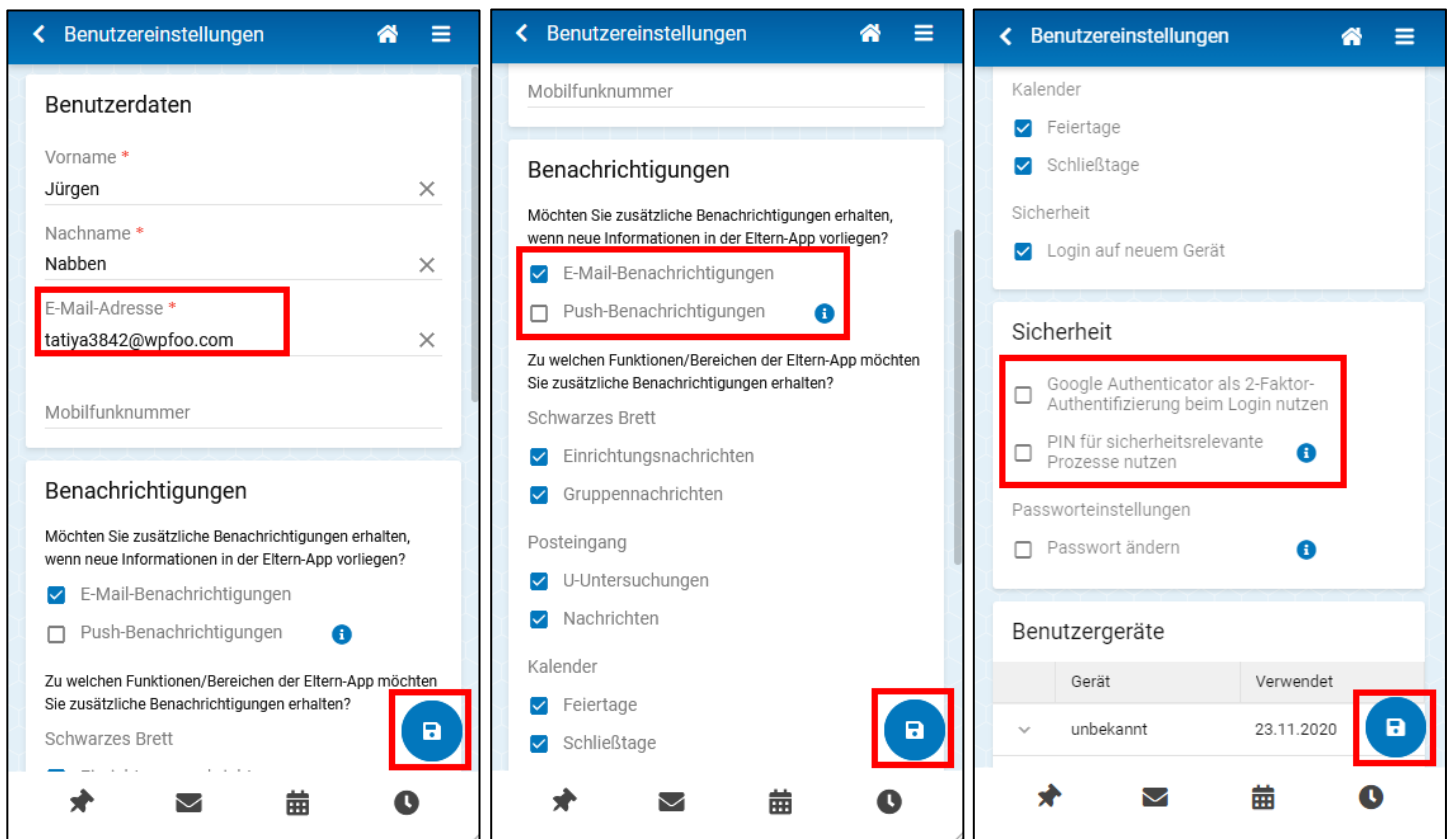 Benutzereinstellungen
Benutzerdaten
Vorname *
Jürgen
Nachname *
Nabben
E-Mail-Adresse *
tatiya3842@wpfoo.com
Mobilfunknummer
Benachrichtigungen
Möchten Sie zusätzliche Benachrichtigungen erhalten,
wenn neue Informationen in der Eltern-App vorliegen?
E-Mail-Benachrichtigungen
Push-Benachrichtigungen
Zu welchen Funktionen/Bereichen der Eltern-App möchten
Sie zusätzliche Benachrichtigungen erhalten?
Schwarzes Brett
Benutzereinstellungen
Mobilfunknummer
Benachrichtigungen
Möchten Sie zusätzliche Benachrichtigungen erhalten,
wenn neue Informationen in der Eltern-App vorliegen?
E-Mail-Benachrichtigungen
Push-Benachrichtigungen
Zu welchen Funktionen/Bereichen der Eltern-App möchten
Sie zusätzliche Benachrichtigungen erhalten?
Schwarzes Brett
Einrichtungsnachrichten
Gruppennachrichten
Posteingang
U-Untersuchungen
Nachrichten
Kalender
Feiertage
Schließtage
Benutzereinstellungen
Kalender
Feiertage
Schließtage
Sicherheit
Login auf neuem Gerät
Sicherheit
Google Authenticator als 2-Faktor-
Authentifizierung beim Login nutzen
PIN für sicherheitsrelevante
Prozesse nutzen
Passworteinstellungen
Passwort ändern
Benutzergeräte
Gerät Verwendet
unbekannt 23.11.2020